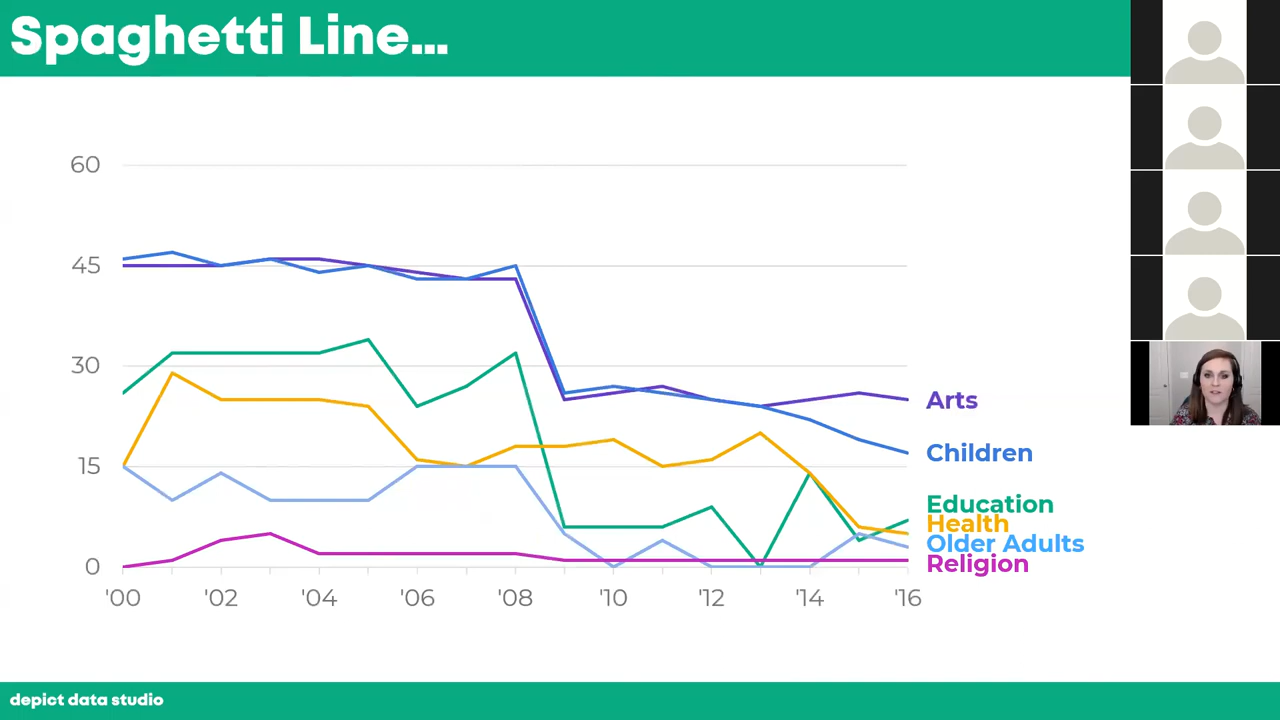 Spaghetti Line...
60
45
30
15
0
'00 '02 '04 '06 '08 '10 '12 '14 '16
Arts
Children
Education
Health
Older Adults
Religion
depict data studio